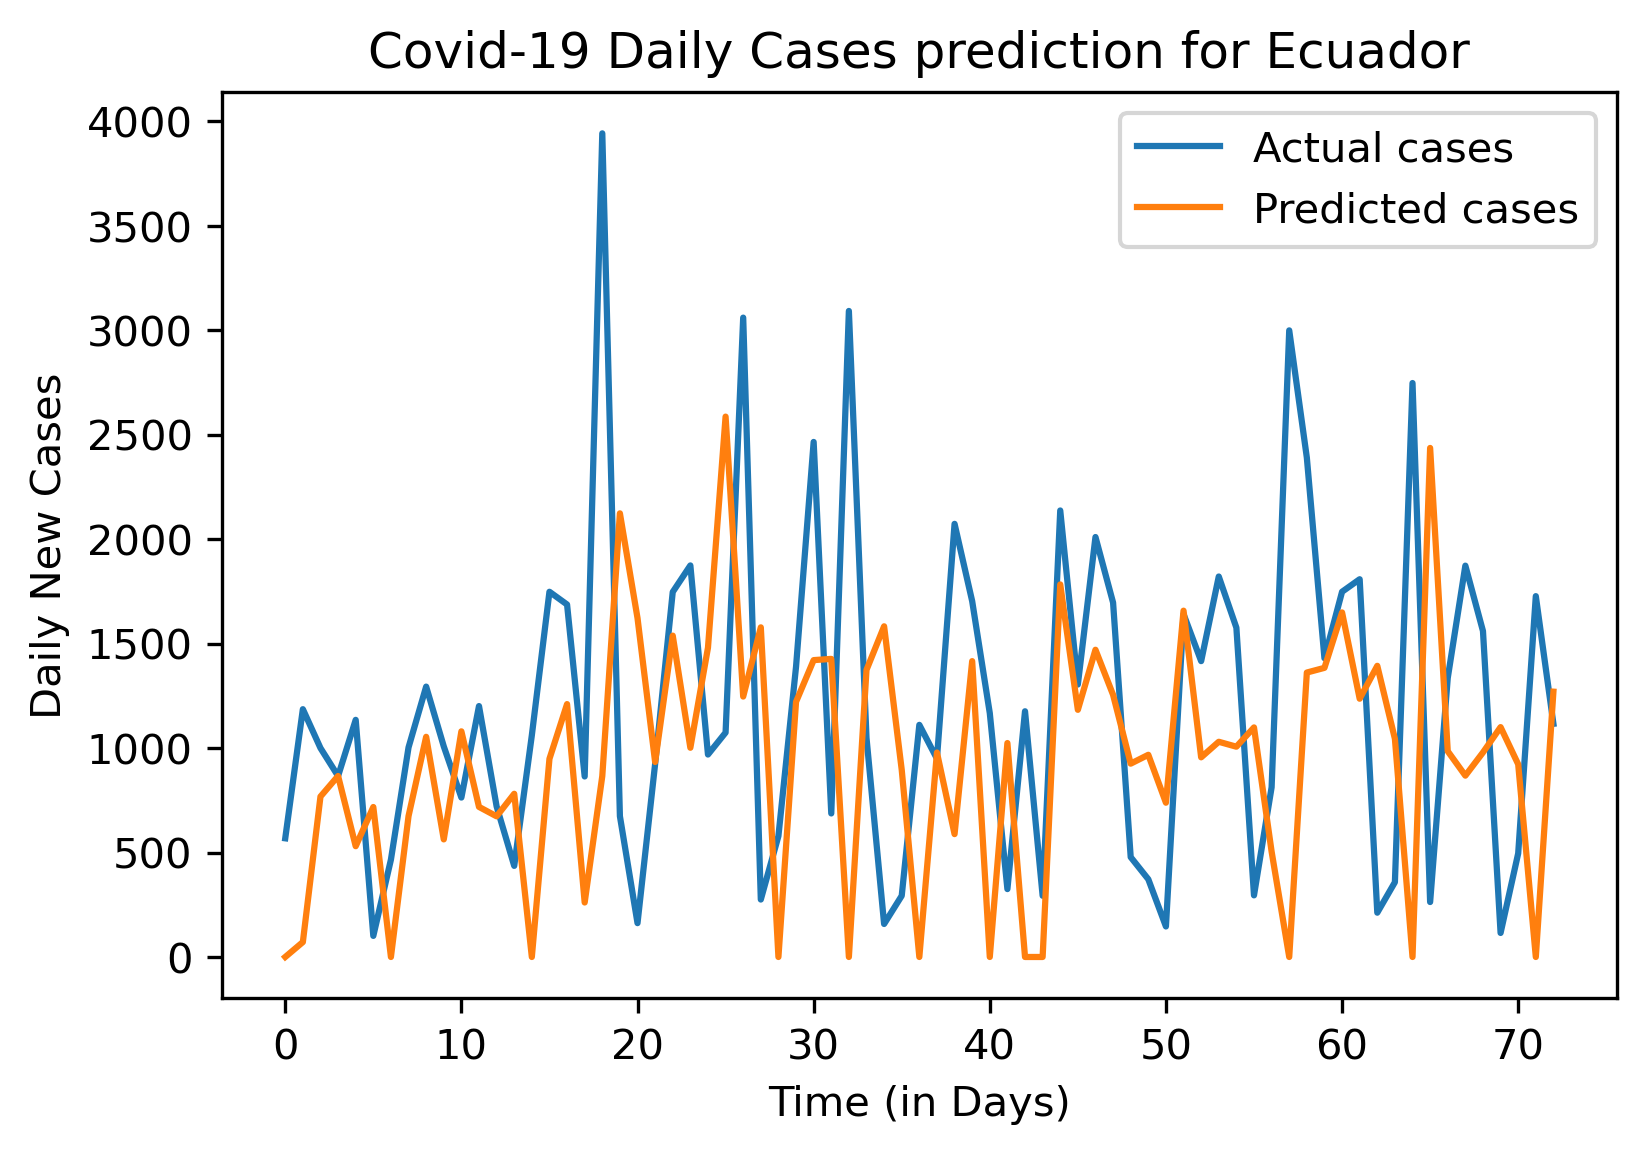 Covid-19 Daily Cases prediction for Ecuador
Actual cases
Predicted cases
Daily New Cases
4000
3500
3000
2500
2000
1500
1000
500
0
0 10 20 30 40 50 60 70
Time (in Days)